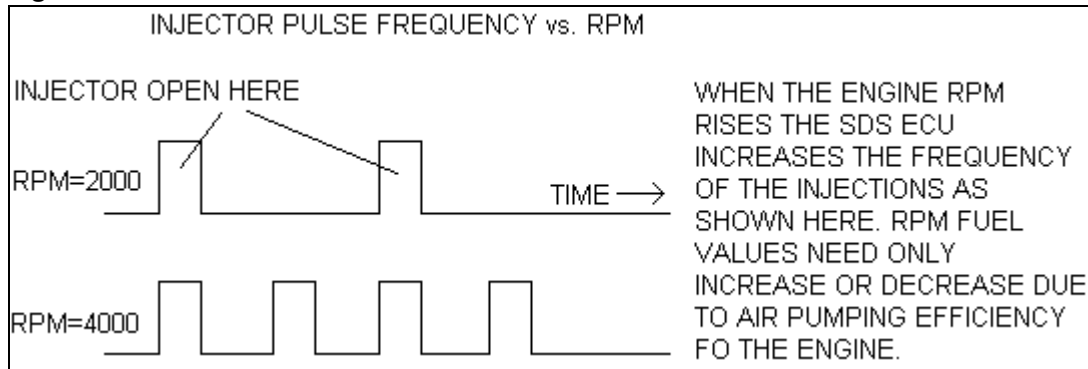 INJECTOR PULSE FREQUENCY vs. RPM
INJECTOR OPEN HERE
RPM=2000
TIME
RPM=4000
WHEN THE ENGINE RPM
RISES THE SDS ECU
INCREASES THE FREQUENCY
OF THE INJECTIONS AS
SHOWN HERE. RPM FUEL
VALUES NEED ONLY
INCREASE OR DECREASE DUE
TO AIR PUMPING EFFICIENCY
FO THE ENGINE.